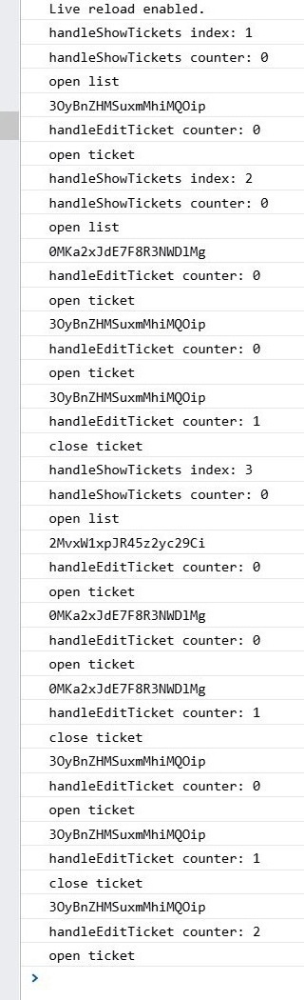 Live reload enabled.
handleShowTickets index: 1
handleShowTickets counter: 0
open list
3OyBnZHMSuxmMhiMQOip
handleEditTicket counter: 0
open ticket
handleShowTickets index: 2
handleShowTickets counter: 0
open list
0MKa2xJdE7F8R3NWDlMg
handleEditTicket counter: 0
open ticket
3OyBnZHMSuxmMhiMQOip
handleEditTicket counter: 0
open ticket
3OyBnZHMSuxmMhiMQOip
handleEditTicket counter: 1
close ticket
handleShowTickets index: 3
handleShowTickets counter: 0
open list
2MvxW1xpJR45z2yc29Ci
handleEditTicket counter: 0
open ticket
0MKa2xJdE7F8R3NWDlMg
handleEditTicket counter: 0
open ticket
0MKa2xJdE7F8R3NWDlMg
handleEditTicket counter: 1
close ticket
3OyBnZHMSuxmMhiMQOip
handleEditTicket counter: 0
open ticket
3OyBnZHMSuxmMhiMQOip
handleEditTicket counter: 1
close ticket
3OyBnZHMSuxmMhiMQOip
handleEditTicket counter: 2
open ticket
>